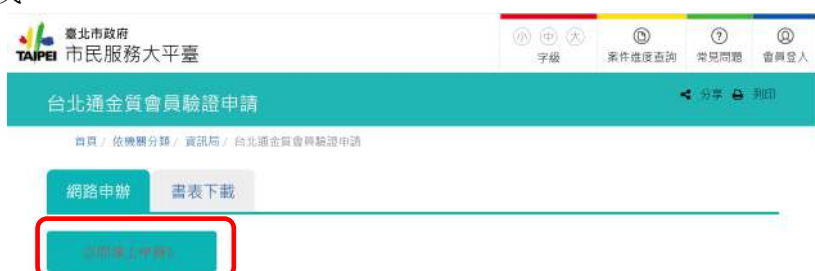 臺北市政府
TAIPEI 市民服務大平臺
小 中 大
字級
案件進度查詢
? 常見問題
會員登入
台北通金質會員驗證申請
分享 列印
首頁 / 依機關分類 / 資訊局 / 台北通金質會員驗證申請
網路申辦
書表下載